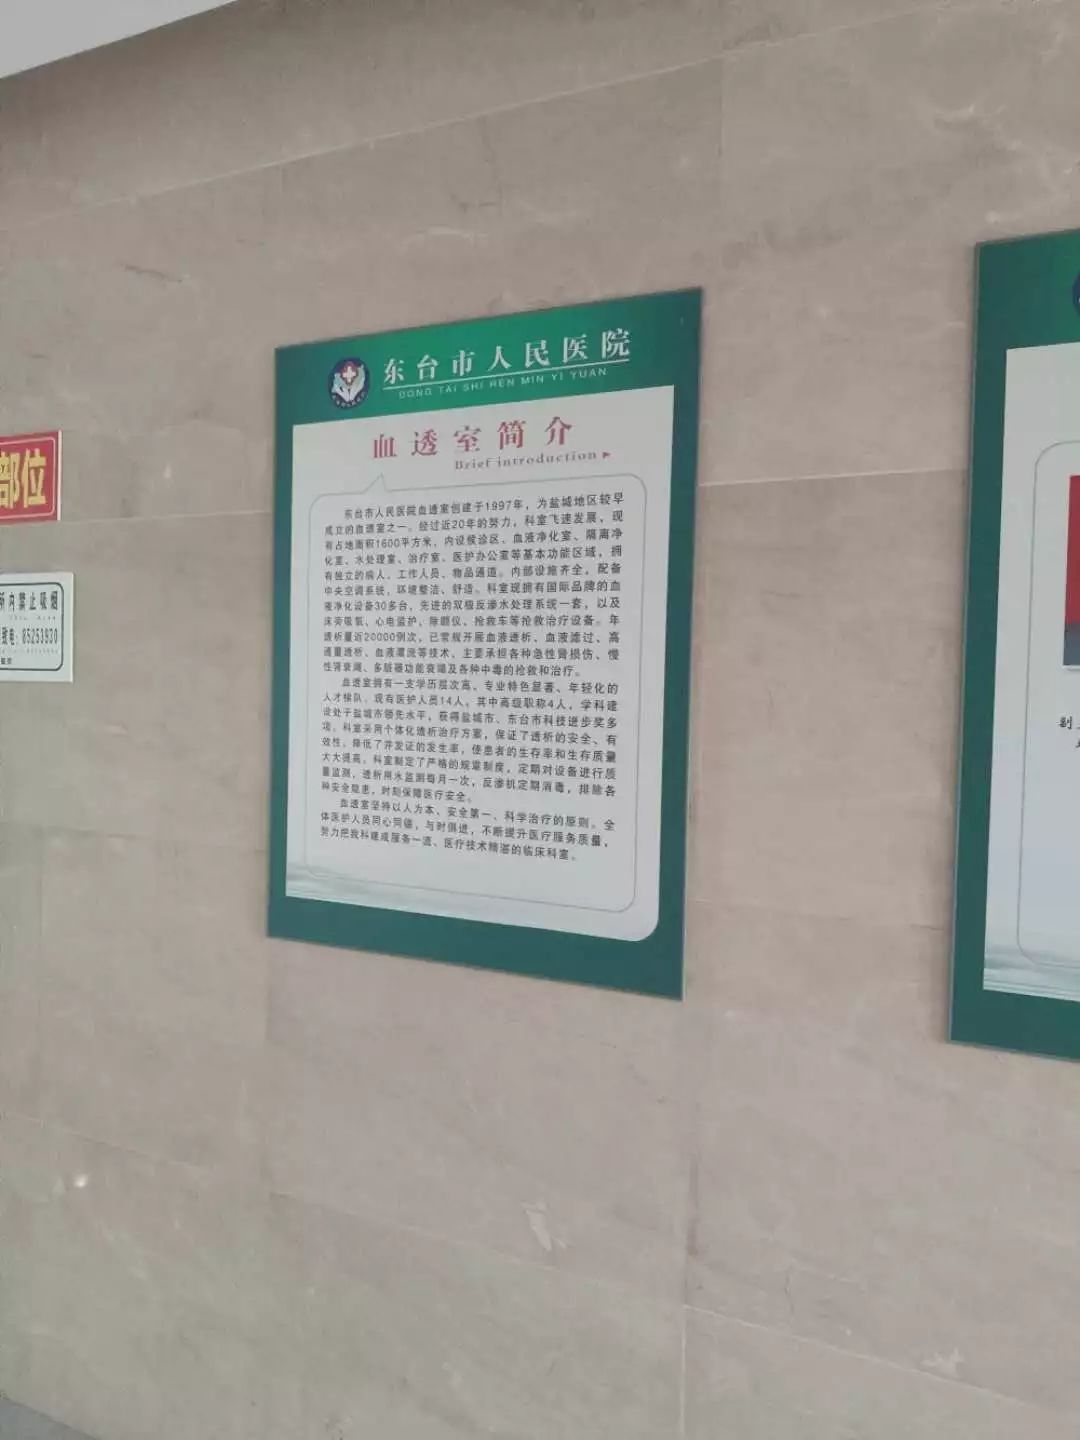 东台市人民医院
DONG TAI SHI REN MIN YI YUAN
血透室简介
Brief introduction
东台市人民医院血透室创建于1997年，为盐城地区较早
成立的血透室之一。经过近20年的努力，科室飞速发展，现
有占地面积1600平方米，内设候诊区、血液净化室、隔离净
化室、水处理室、治疗室、医护办公室等基本功能区域，拥
有独立的病人、工作人员、物品通道。内部设施齐全，配备
中央空调系统，环境整洁、舒适。科室现拥有国际品牌的血
液净化设备30多台，先进的双极反渗水处理系统一套，以及
床旁吸氧、心电监护、除颤仪、抢救车等抢救治疗设备。年
透析量近20000例次，已常规开展血液透析、血液滤过、高
通量透析、血液灌流等技术，主要承担各种急性肾损伤、慢
性肾衰竭、多脏器功能衰竭及各种中毒的抢救和治疗。
血透室拥有一支学历层次高、专业特色显著、年轻化的
人才梯队，现有医护人员14人，其中高级职称4人，学科建
设处于盐城市领先水平，获得盐城市、东台市科技进步奖多
项。科室采用个体化透析治疗方案，保证了透析的安全、有
效性，降低了并发证的发生率，使患者的生存率和生存质量
大大提高。科室制定了严格的规章制度，定期对设备进行质
量监测，透析用水监测每月一次，反渗机定期消毒，排除各
种安全隐患，时刻保障医疗安全。
血透室坚持以人为本、安全第一、科学治疗的原则。全
体医护人员同心同德，与时俱进，不断提升医疗服务质量，
努力把我科建成服务一流、医疗技术精湛的临床科室。
部位
所内禁止吸烟
致电：85251930